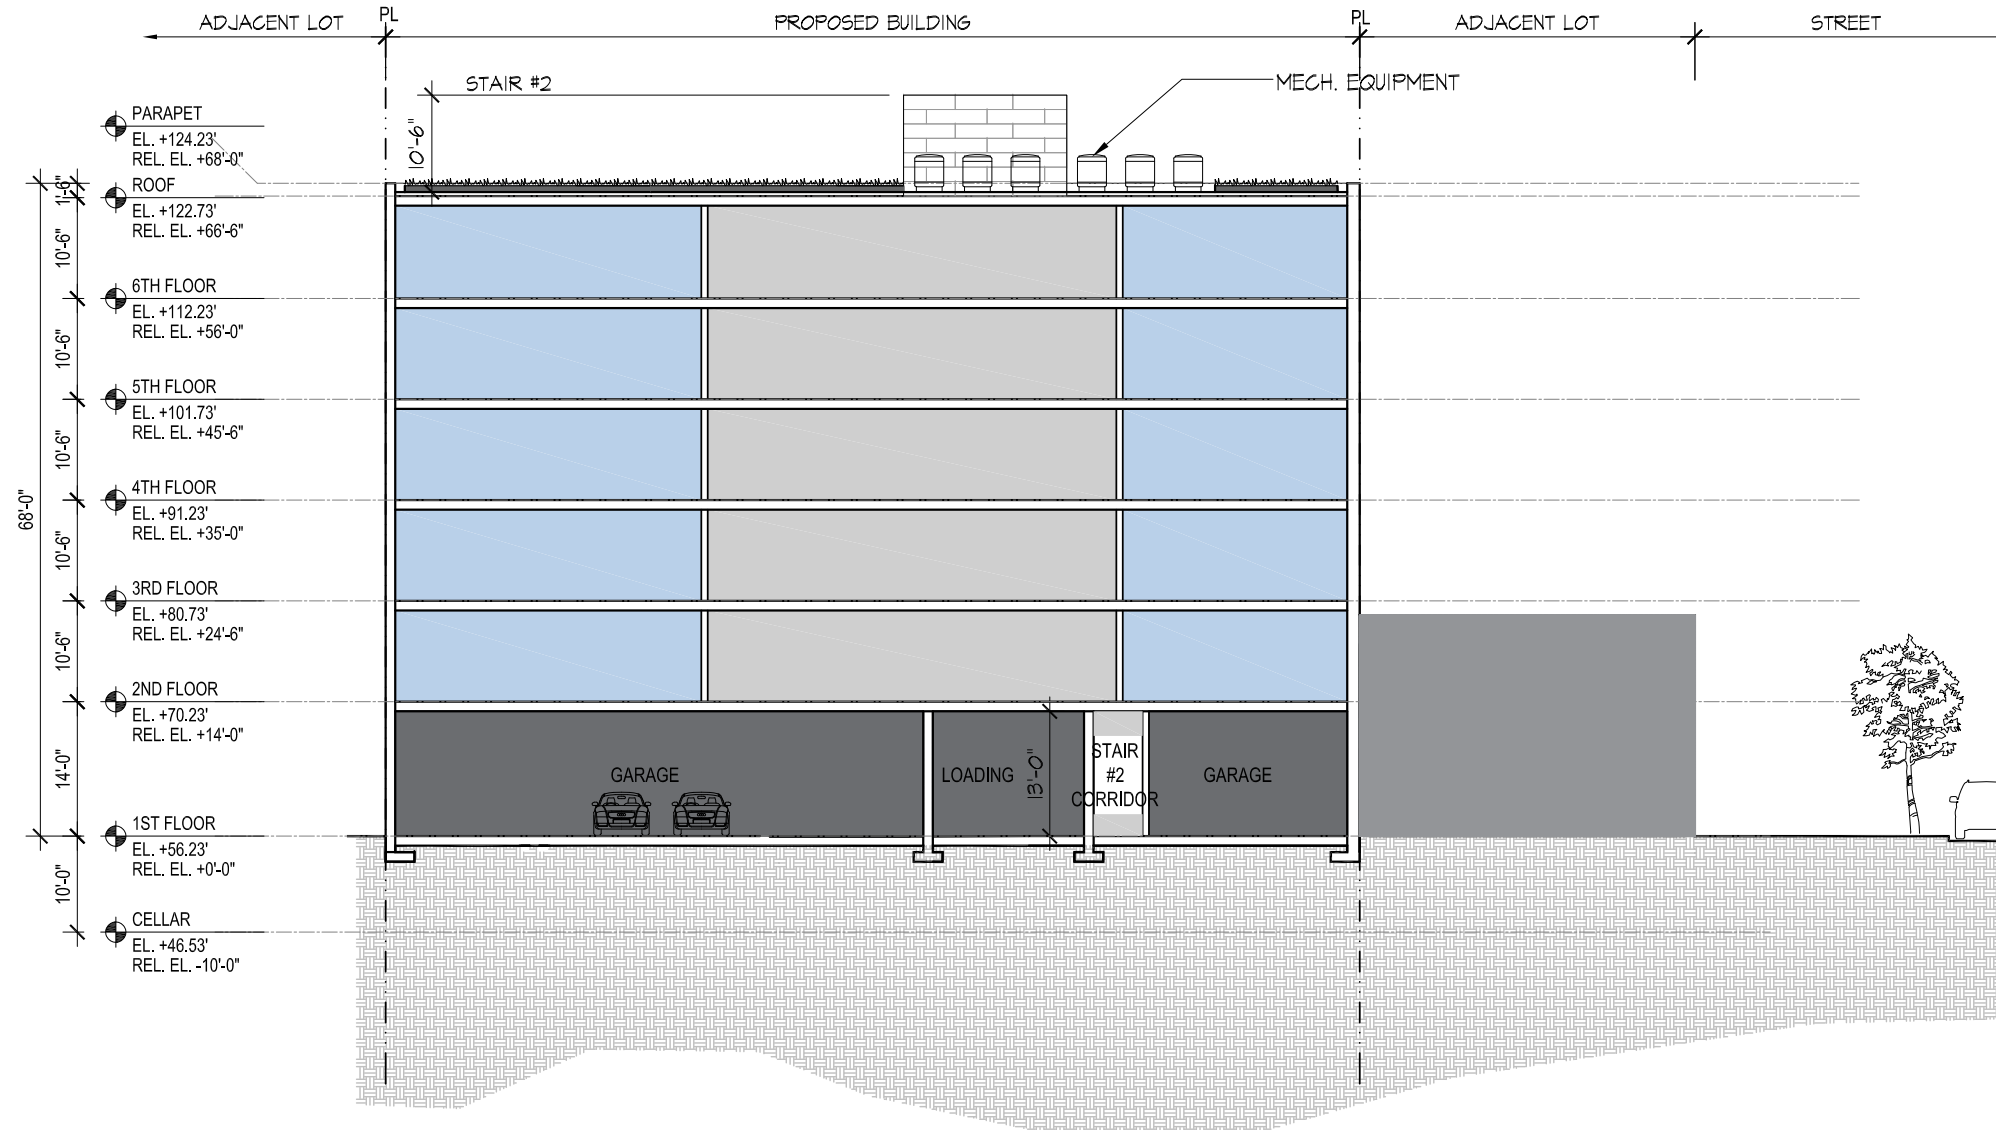 ADJACENT LOT
PL
PROPOSED BUILDING
PL
ADJACENT LOT
STREET
STAIR #2
MECH. EQUIPMENT
10'-6"
PARAPET
EL. +124.23'
REL. EL. +68'-0"
1'-6"
ROOF
EL. +122.73'
REL. EL. +66'-6"
10'-6"
6TH FLOOR
EL. +112.23'
REL. EL. +56'-0"
10'-6"
5TH FLOOR
EL. +101.73'
REL. EL. +45'-6"
10'-6"
4TH FLOOR
EL. +91.23'
REL. EL. +35'-0"
68'-0"
10'-6"
3RD FLOOR
EL. +80.73'
REL. EL. +24'-6"
10'-6"
2ND FLOOR
EL. +70.23'
REL. EL. +14'-0"
14'-0"
GARAGE
LOADING
13'-0"
STAIR
#2
CORRIDOR
GARAGE
1ST FLOOR
EL. +56.23'
REL. EL. +0'-0"
10'-0"
CELLAR
EL. +46.53'
REL. EL. -10'-0"